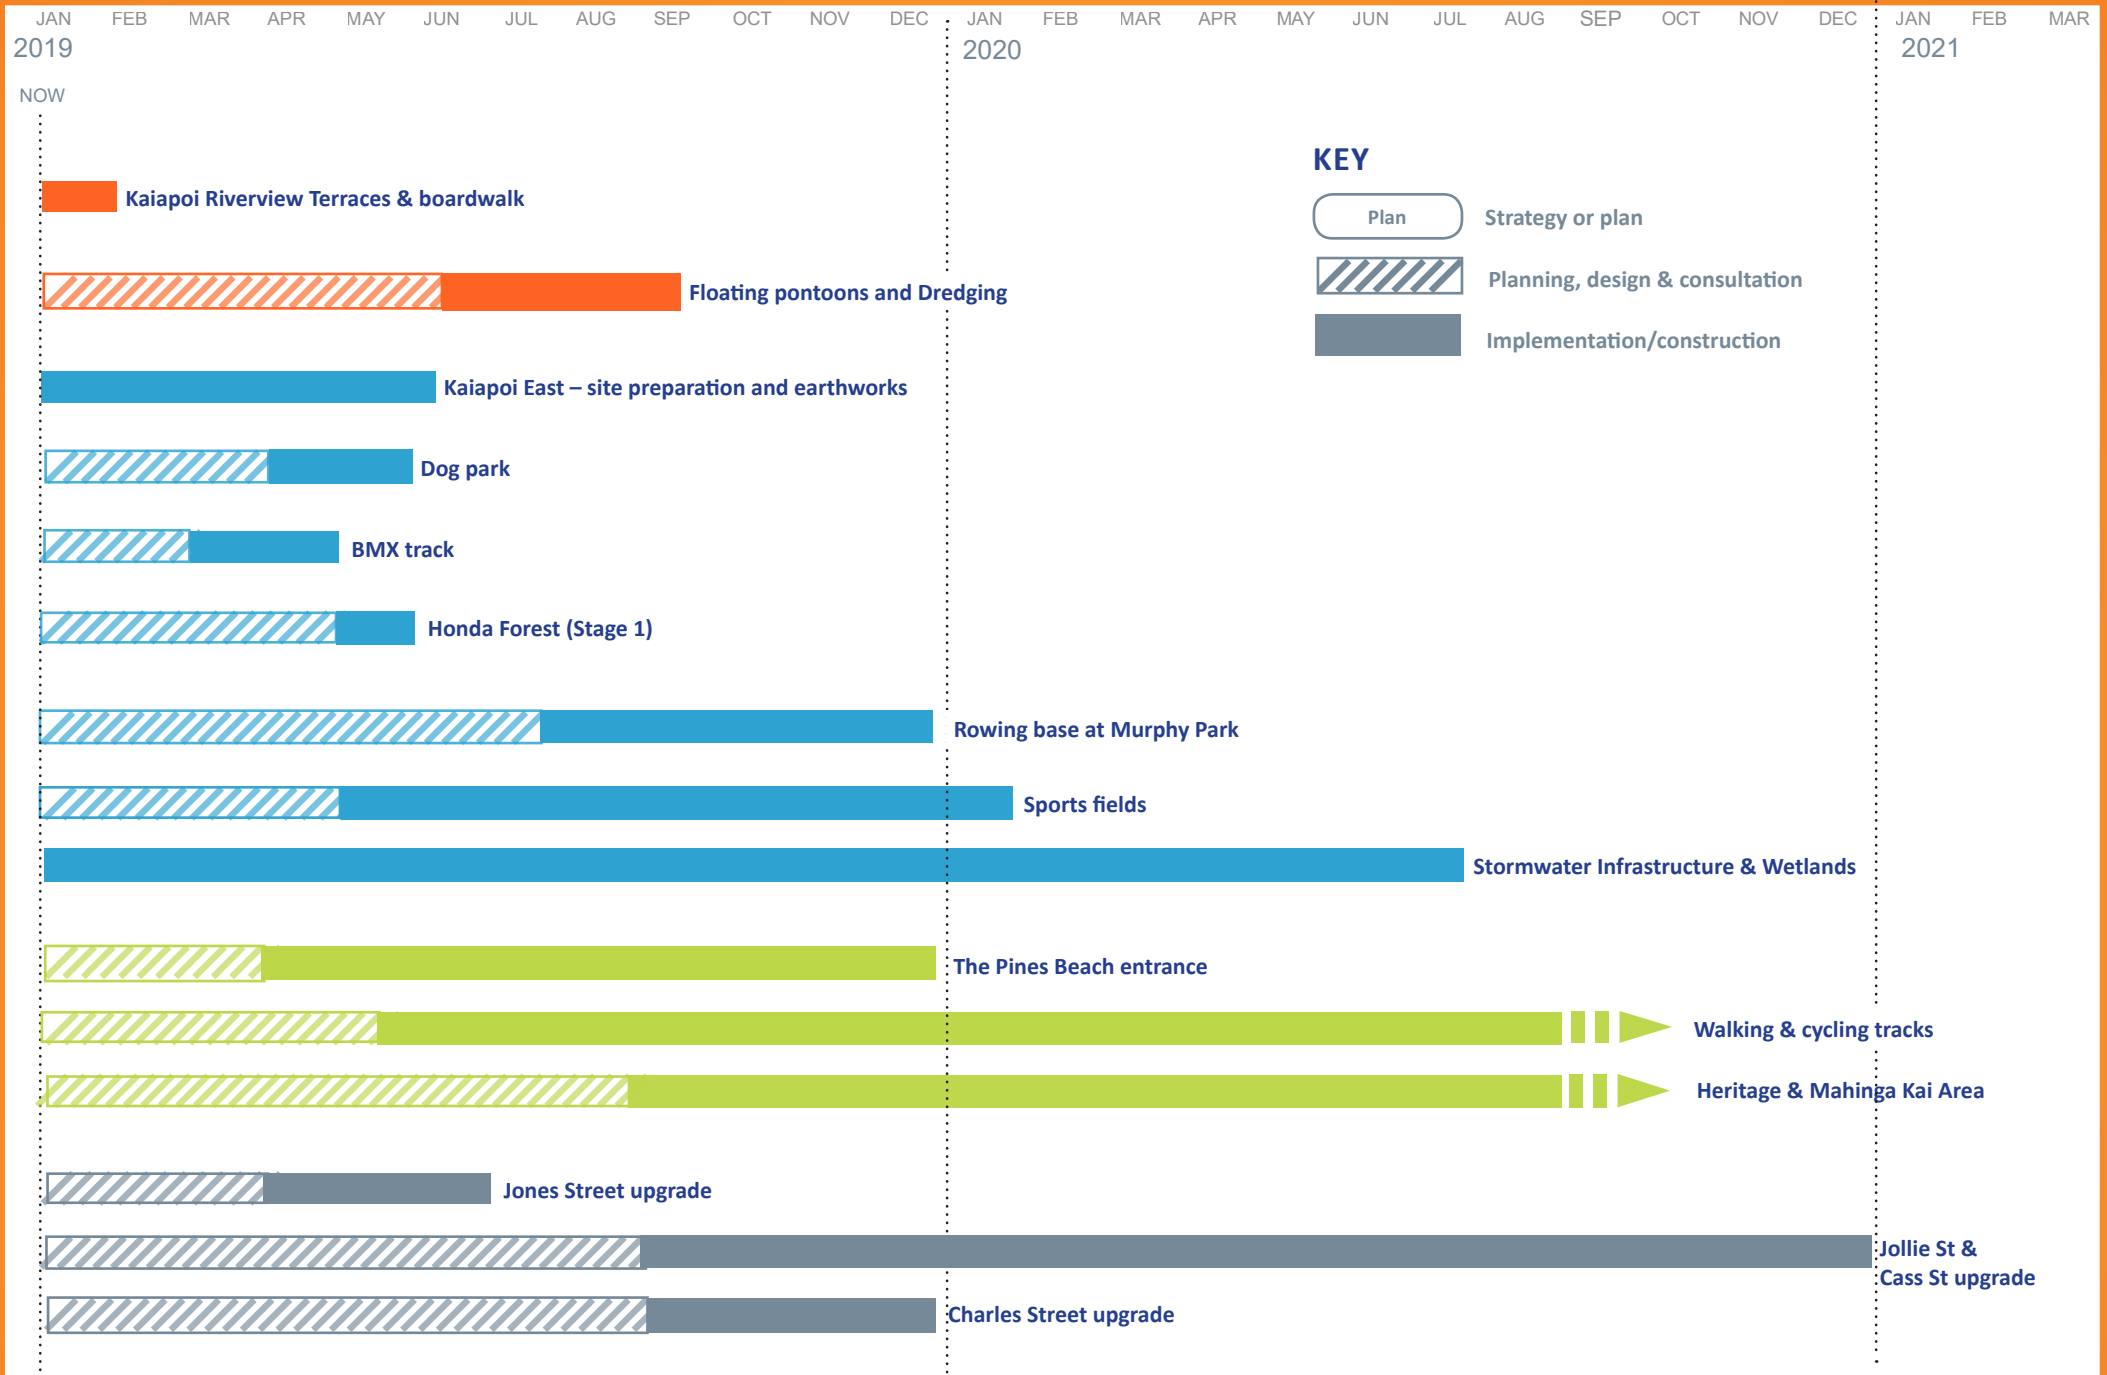 JAN FEB MAR APR MAY JUN JUL AUG SEP OCT NOV DEC JAN FEB MAR APR MAY JUN JUL AUG SEP OCT NOV DEC JAN FEB MAR
2019 2020 2021
NOW
KEY
Plan Strategy or plan
Planning, design & consultation
Implementation/construction
Kaiapoi Riverview Terraces & boardwalk
Floating pontoons and Dredging
Kaiapoi East – site preparation and earthworks
Dog park
BMX track
Honda Forest (Stage 1)
Rowing base at Murphy Park
Sports fields
Stormwater Infrastructure & Wetlands
The Pines Beach entrance
Walking & cycling tracks
Heritage & Mahinga Kai Area
Jones Street upgrade
Jollie St &
Cass St upgrade
Charles Street upgrade